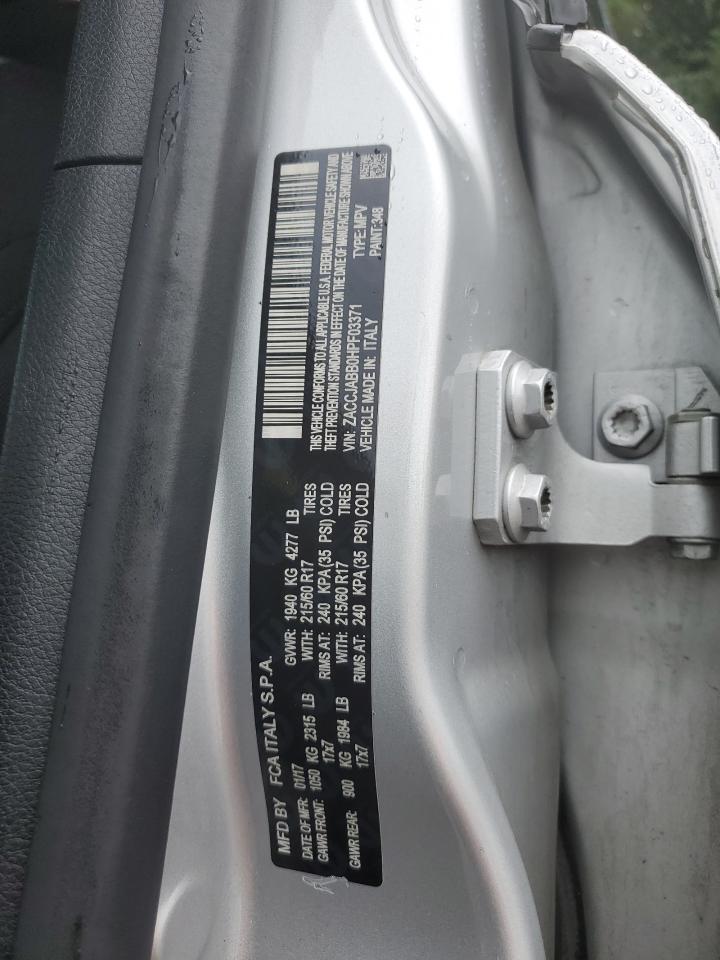 MFD BY FCA ITALY S.P.A.
DATE OF MFR: 01/17 GVWR: 1940 KG 4277 LB
GAWR FRONT: 1050 KG 2315 LB WITH: 215/60 R17 TIRES
17x7 RIMS AT: 240 KPA(35 PSI) COLD
GAWR REAR: 900 KG 1984 LB WITH: 215/60 R17 TIRES
17x7 RIMS AT: 240 KPA(35 PSI) COLD
THIS VEHICLE CONFORMS TO ALL APPLICABLE U.S.A. FEDERAL MOTOR VEHICLE SAFETY AND
THEFT PREVENTION STANDARDS IN EFFECT ON THE DATE OF MANUFACTURE SHOWN ABOVE
VIN: ZACCJABB0HPF03371 TYPE: MPV
VEHICLE MADE IN: ITALY PAINT:348